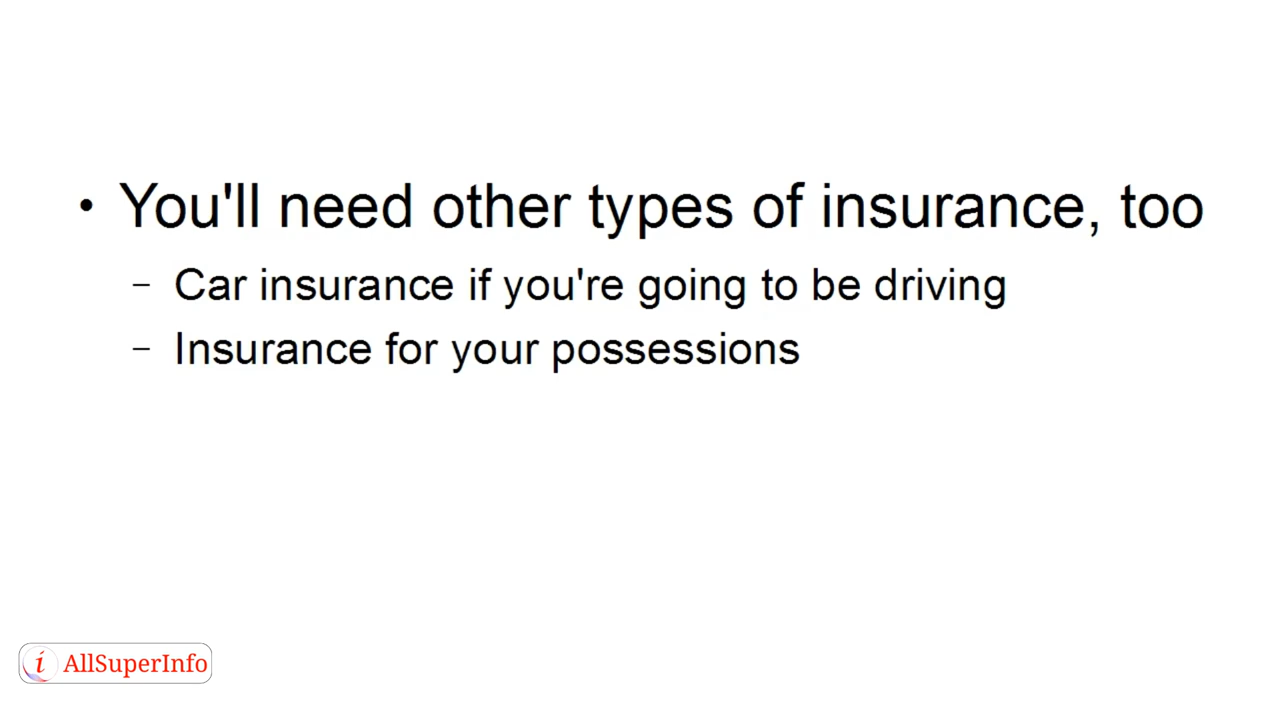 • You'll need other types of insurance, too
– Car insurance if you're going to be driving
– Insurance for your possessions
i AllSuperInfo